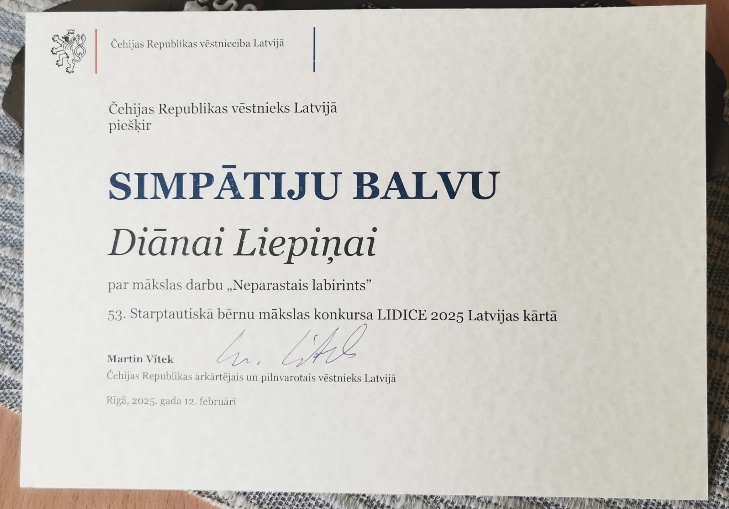 Čehijas Republikas vēstniecība Latvijā
Čehijas Republikas vēstnieks Latvijā
piešķir
SIMPĀTIJU BALVU
Diānai Liepiņai
par mākslas darbu „Neparastais labirints”
53. Starptautiskā bērnu mākslas konkursa LIDICE 2025 Latvijas kārtā
Martin Vítek
Čehijas Republikas ārkārtējais un pilnvarotais vēstnieks Latvijā
Rīgā, 2025. gada 12. februārī